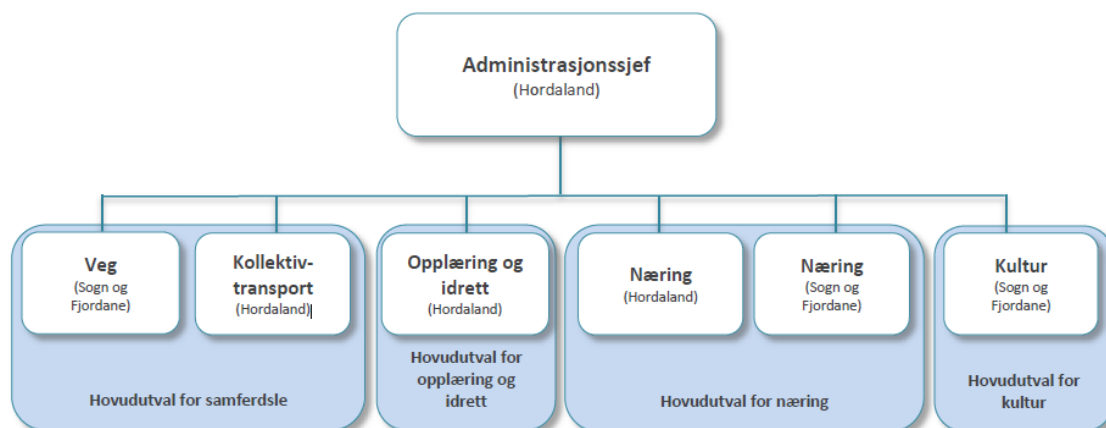 Administrasjonssjef
(Hordaland)
Veg
(Sogn og
Fjordane)
Kollektiv-
transport
(Hordaland)
Opplæring og
idrett
(Hordaland)
Næring
(Hordaland)
Næring
(Sogn og
Fjordane)
Kultur
(Sogn og
Fjordane)
Hovudutval for samferdsle
Hovudutval for
opplæring og
idrett
Hovudutval for næring
Hovudutval for
kultur